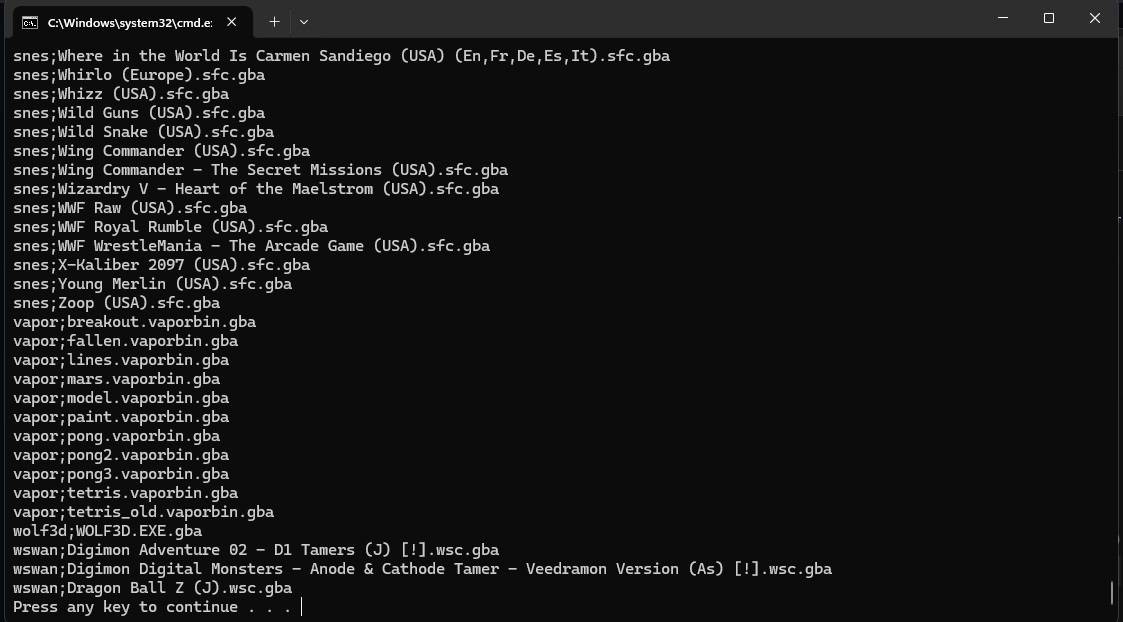 C:\Windows\system32\cmd.e:
snes;Where in the World Is Carmen Sandiego (USA) (En,Fr,De,Es,It).sfc.gba
snes;Whirlo (Europe).sfc.gba
snes;Whizz (USA).sfc.gba
snes;Wild Guns (USA).sfc.gba
snes;Wild Snake (USA).sfc.gba
snes;Wing Commander (USA).sfc.gba
snes;Wing Commander - The Secret Missions (USA).sfc.gba
snes;Wizardry V - Heart of the Maelstrom (USA).sfc.gba
snes;WWF Raw (USA).sfc.gba
snes;WWF Royal Rumble (USA).sfc.gba
snes;WWF WrestleMania - The Arcade Game (USA).sfc.gba
snes;X-Kaliber 2097 (USA).sfc.gba
snes;Young Merlin (USA).sfc.gba
snes;Zoop (USA).sfc.gba
vapor;breakout.vaporbin.gba
vapor;fallen.vaporbin.gba
vapor;lines.vaporbin.gba
vapor;mars.vaporbin.gba
vapor;model.vaporbin.gba
vapor;paint.vaporbin.gba
vapor;pong.vaporbin.gba
vapor;pong2.vaporbin.gba
vapor;pong3.vaporbin.gba
vapor;tetris.vaporbin.gba
vapor;tetris_old.vaporbin.gba
wolf3d;WOLF3D.EXE.gba
wswan;Digimon Adventure 02 - D1 Tamers (J) [!].wsc.gba
wswan;Digimon Digital Monsters - Anode & Cathode Tamer - Veedramon Version (As) [!].wsc.gba
wswan;Dragon Ball Z (J).wsc.gba
Press any key to continue . . .